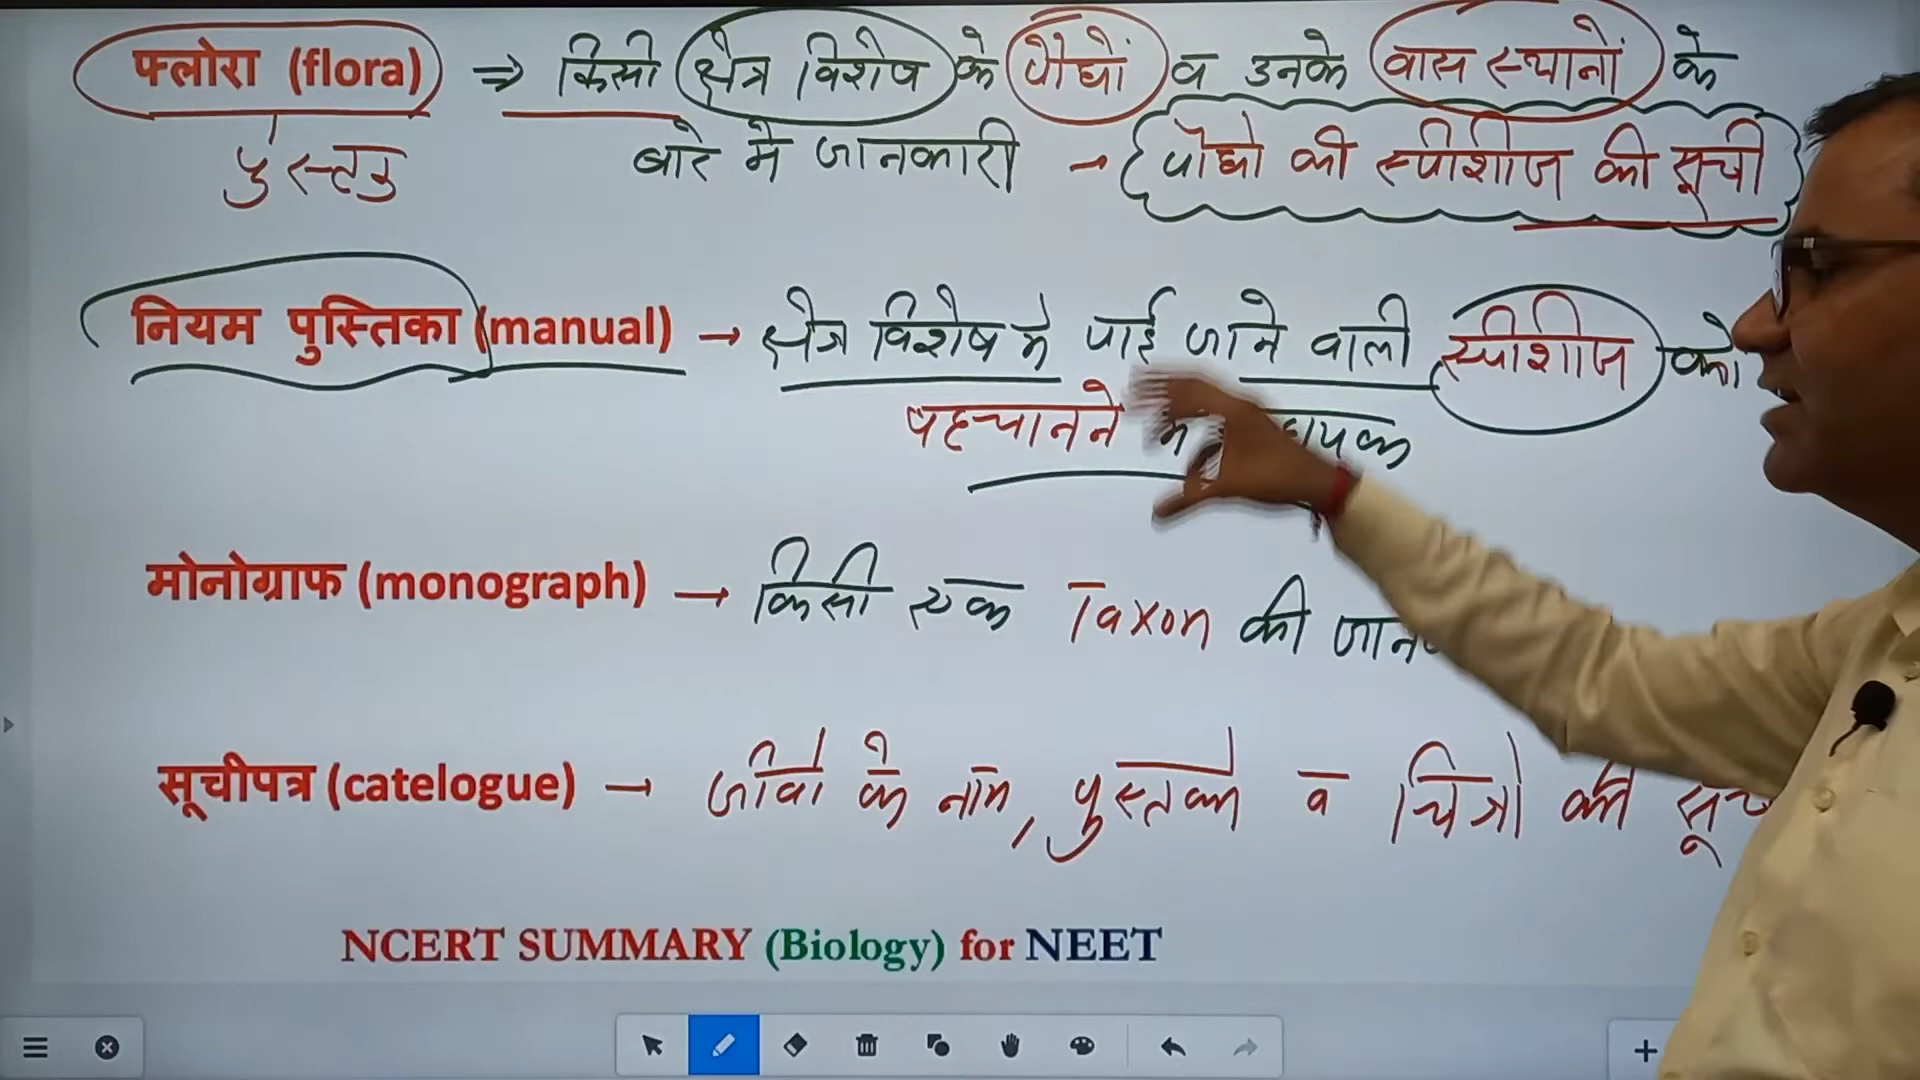 फ्लोरा (flora) ⇒ किसी क्षेत्र विशेष के पौधों व उनके वास स्थानों के
पुस्तक बारे मे जानकारी → पौधो की स्पीशीज की सूची
नियम पुस्तिका (manual) → क्षेत्र विशेष मे पाई जाने वाली स्पीशीज को
पहचानने
मोनोग्राफ (monograph) → किसी एक Taxon की
सूचीपत्र (catelogue) → जीवो के नाम, पुस्तको व चित्रो की
NCERT SUMMARY (Biology) for NEET